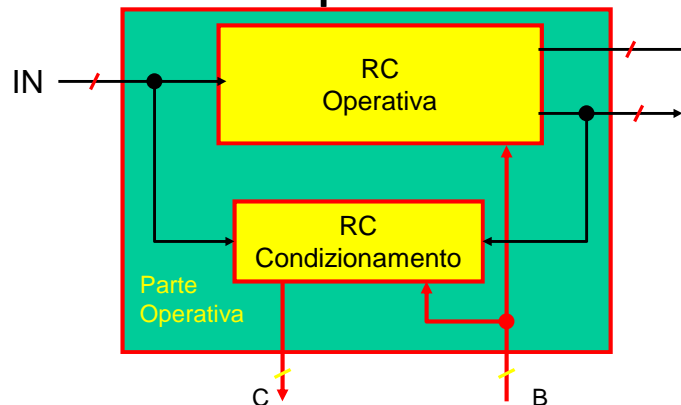 RC
Operativa
IN
RC
Condizionamento
Parte
Operativa
C
B